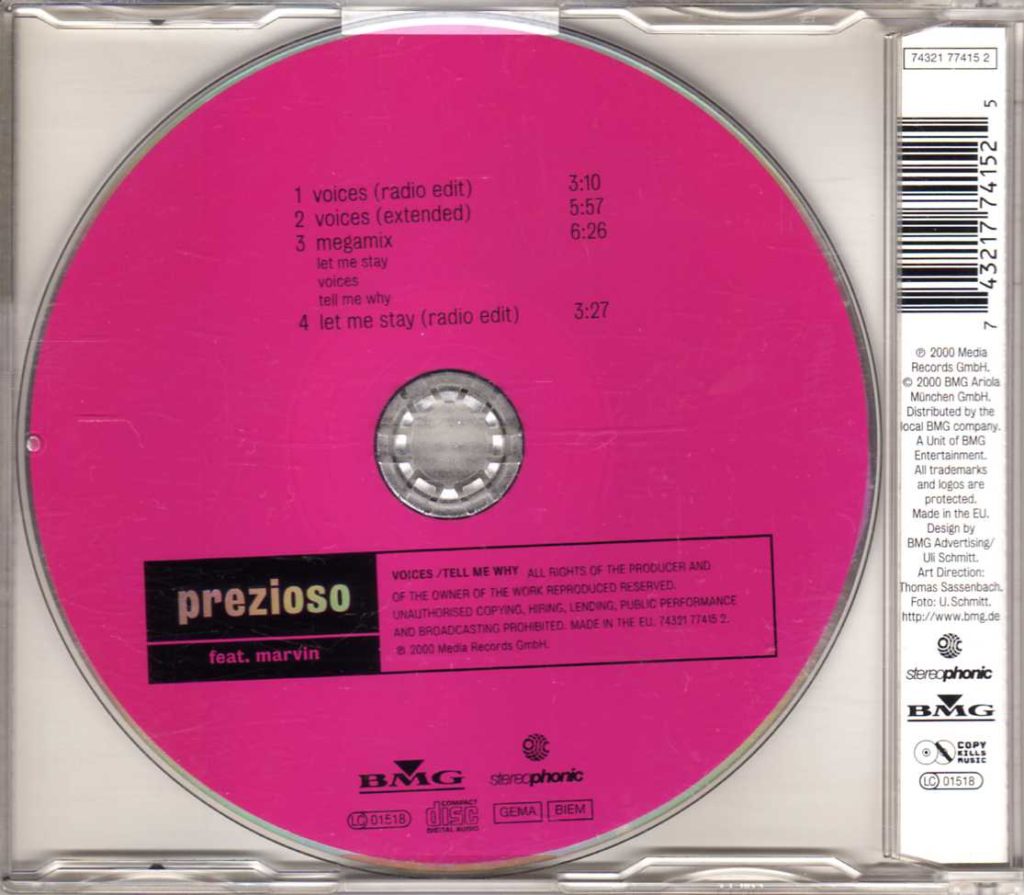 1 voices (radio edit) 3:10
2 voices (extended) 5:57
3 megamix 6:26
let me stay
voices
tell me why
4 let me stay (radio edit) 3:27
prezioso
feat. marvin
VOICES / TELL ME WHY ALL RIGHTS OF THE PRODUCER AND
OF THE OWNER OF THE WORK REPRODUCED RESERVED.
UNAUTHORISED COPYING, HIRING, LENDING, PUBLIC PERFORMANCE
AND BROADCASTING PROHIBITED. MADE IN THE EU. 74321 77415 2.
℗ 2000 Media Records GmbH.
BMG
stereophonic
LC 01518
COMPACT
disc
DIGITAL AUDIO
GEMA
BIEM
74321 77415 2
7 43217 74152 5
℗ 2000 Media
Records GmbH.
© 2000 BMG Ariola
München GmbH.
Distributed by the
local BMG company.
A Unit of BMG
Entertainment.
All trademarks
and logos are
protected.
Made in the EU.
Design by
BMG Advertising/
Uli Schmitt.
Art Direction:
Thomas Sassenbach.
Foto: U. Schmitt.
http://www.bmg.de
stereophonic
BMG
COPY
KILLS
MUSIC
LC 01518